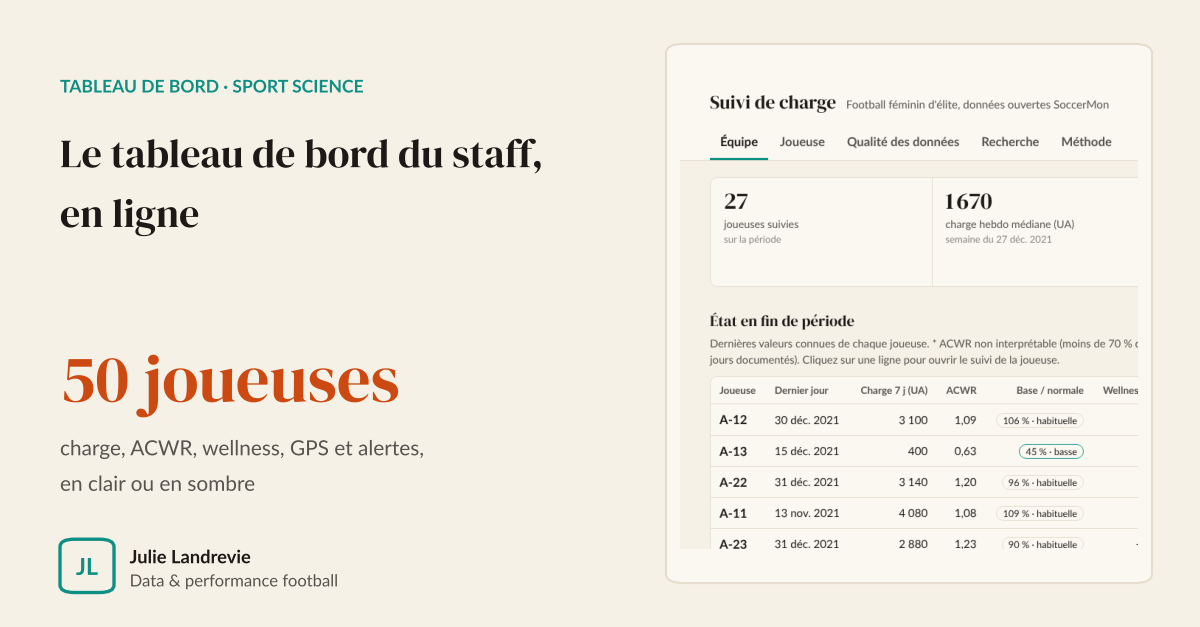 TABLEAU DE BORD · SPORT SCIENCE
Le tableau de bord du staff,
en ligne
50 joueuses
charge, ACWR, wellness, GPS et alertes,
en clair ou en sombre
JL
Julie Landrevie
Data & performance football
Suivi de charge Football féminin d'élite, données ouvertes SoccerMon
Équipe Joueuse Qualité des données Recherche Méthode
27 1 670
joueuses suivies charge hebdo médiane (UA)
sur la période semaine du 27 déc. 2021
État en fin de période
Dernières valeurs connues de chaque joueuse. * ACWR non interprétable (moins de 70 %
jours documentés). Cliquez sur une ligne pour ouvrir le suivi de la joueuse.
Joueuse Dernier jour Charge 7 j (UA) ACWR Base / normale Wellnes
A-12 30 déc. 2021 3 100 1,09 106 % · habituelle
A-13 15 déc. 2021 400 0,63 45 % · basse
A-22 31 déc. 2021 3 140 1,20 96 % · habituelle
A-11 13 nov. 2021 4 080 1,08 109 % · habituelle
A-23 31 déc. 2021 2 880 1,23 90 % · habituelle